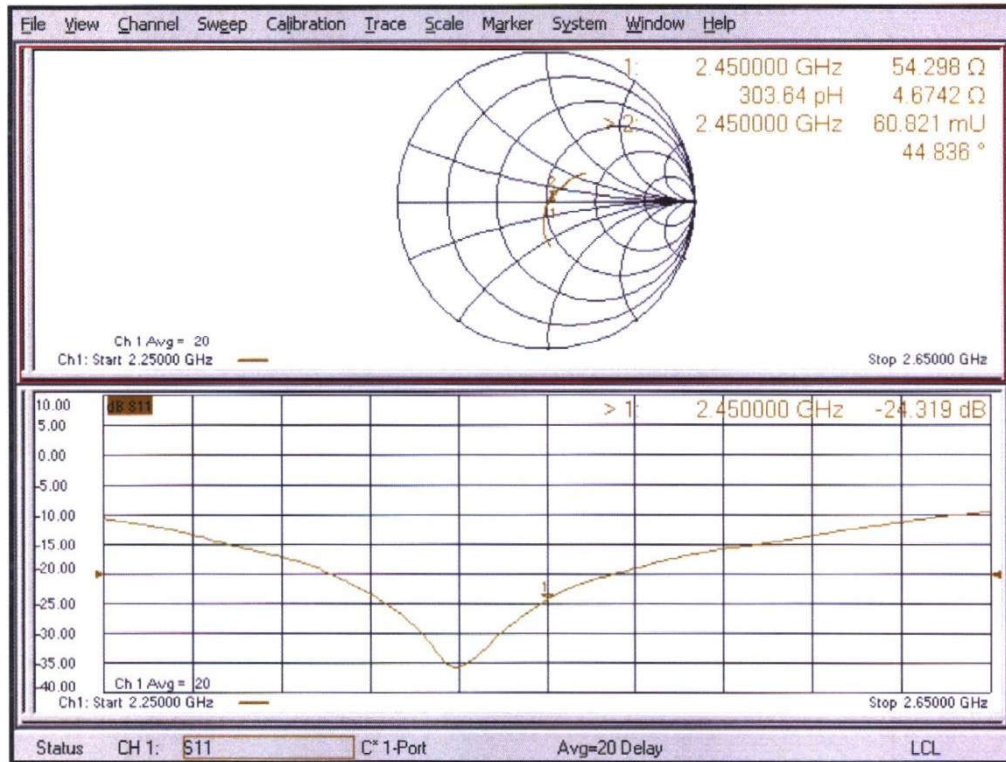 File View Channel Sweep Calibration Trace Scale Marker System Window Help
1: 2.450000 GHz 54.298 Ω
303.64 pH 4.6742 Ω
> 2: 2.450000 GHz 60.821 mU
44.836 °
2
1
Ch 1 Avg = 20
Ch1: Start 2.25000 GHz Stop 2.65000 GHz
10.00 dB S11 > 1: 2.450000 GHz -24.319 dB
5.00
0.00
-5.00
-10.00
-15.00
-20.00
1
-25.00
-30.00
-35.00
-40.00 Ch 1 Avg = 20
Ch1: Start 2.25000 GHz Stop 2.65000 GHz
Status CH 1: S11 C* 1-Port Avg=20 Delay LCL